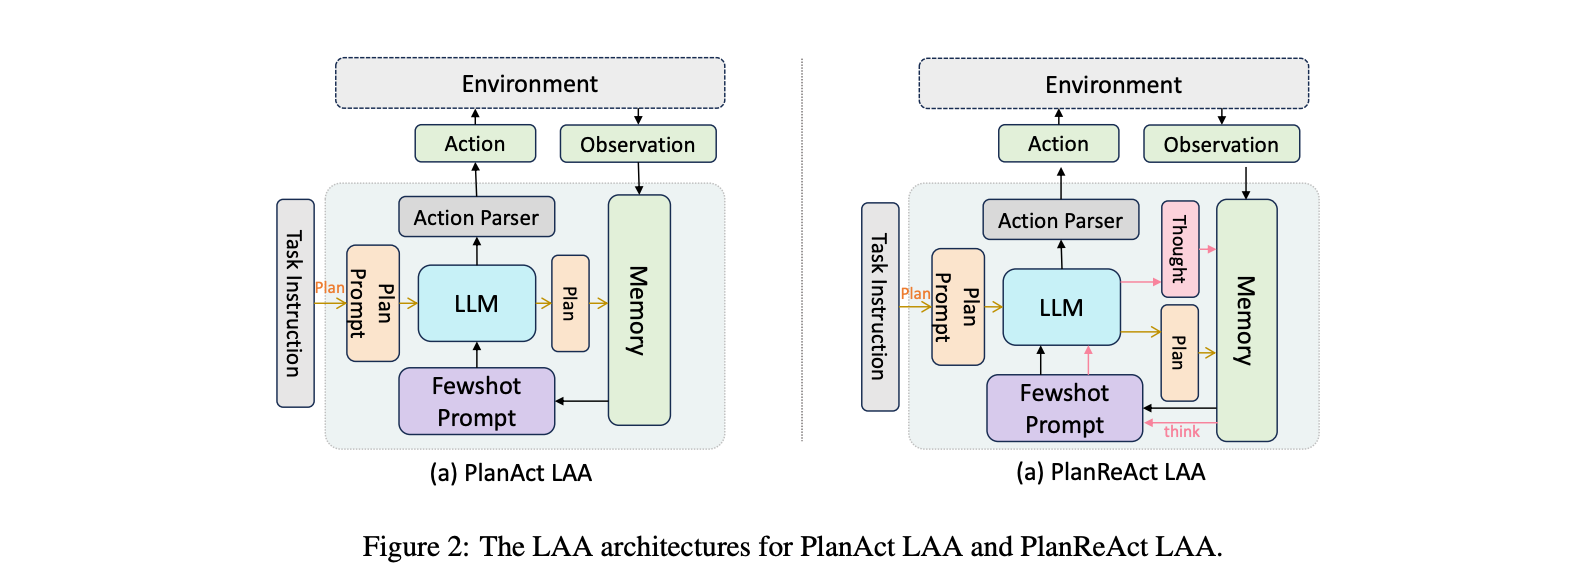 Environment
Action
Observation
Action Parser
Task Instruction
Plan
Plan
Prompt
LLM
Plan
Memory
Fewshot
Prompt
(a) PlanAct LAA
Environment
Action
Observation
Action Parser
Thought
Task Instruction
Plan
Plan
Prompt
LLM
Plan
Memory
Fewshot
Prompt
think
(a) PlanReAct LAA
Figure 2: The LAA architectures for PlanAct LAA and PlanReAct LAA.